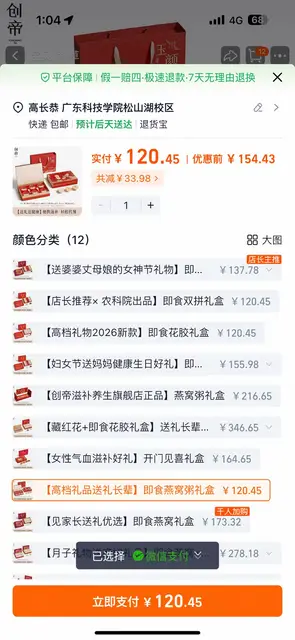 创帝
1:04
4G 68
12
平台保障 | 假一赔四·极速退款·7天无理由退换
高长恭 广东科技学院松山湖校区
快递 包邮 | 预计后天送达 | 退货宝
实付 ¥ 120.45 | 优惠前 ¥ 154.43
共减 ¥33.98 >
- 1 +
颜色分类（12）
大图
店长主推
【送婆婆丈母娘的女神节礼物】即... ¥ 137.78
【店长推荐× 农科院出品】即食双拼礼盒 ¥ 120.45
【高档礼物2026新款】即食花胶礼盒 ¥ 120.45
【妇女节送妈妈健康生日好礼】即... ¥ 155.98
【创帝滋补养生旗舰店正品】燕窝粥礼盒 ¥ 216.65
【藏红花+即食花胶礼盒】送礼长辈... ¥ 346.65
【女性气血滋补好礼】开门见喜礼盒 ¥ 164.65
【高档礼品送礼长辈】即食燕窝粥礼盒 ¥ 120.45
千人加购
【见家长送礼优选】即食燕窝礼盒 ¥ 173.32
【月子礼 ¥ 278.18
已选择 微信支付
立即支付 ¥ 120.45